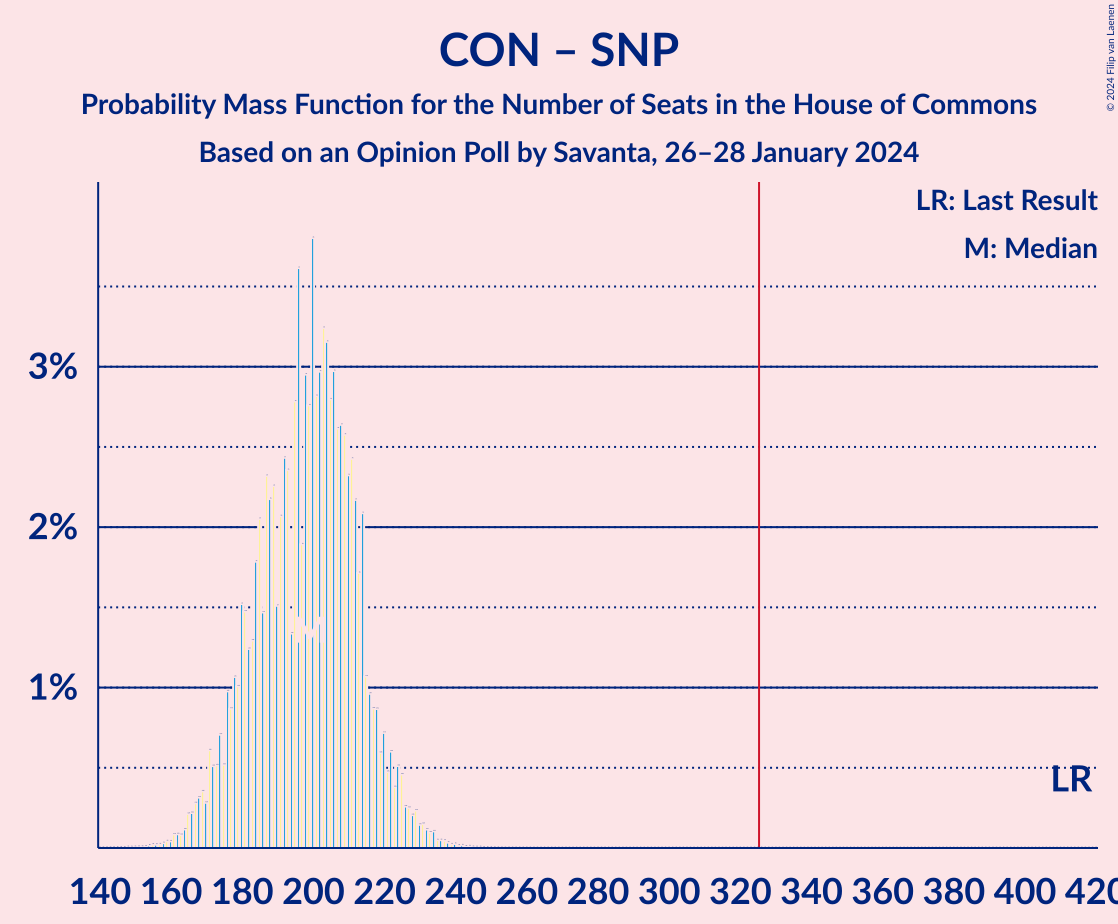 CON – SNP
Probability Mass Function for the Number of Seats in the House of Commons
Based on an Opinion Poll by Savanta, 26–28 January 2024
© 2024 Filip van Laenen
LR: Last Result
M: Median
3%
2%
1%
LR
140 160 180 200 220 240 260 280 300 320 340 360 380 400 420